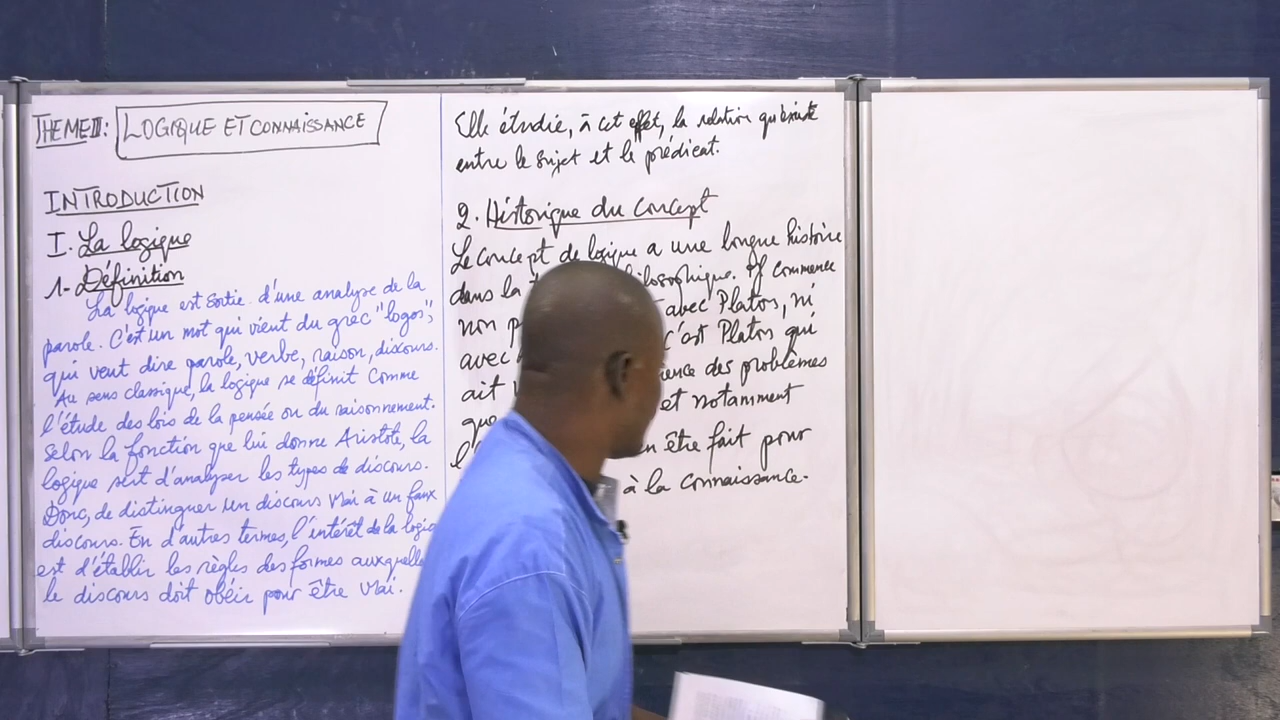 THEME II: LOGIQUE ET CONNAISSANCE
INTRODUCTION
I. La logique
1- Définition
La logique est sortie d'une analyse de la
parole. C'est un mot qui vient du grec "logos",
qui veut dire parole, verbe, raison, discours.
Au sens classique, la logique se définit comme
l'étude des lois de la pensée ou du raisonnement.
Selon la fonction que lui donne Aristote, la
logique sert d'analyser les types de discours.
Donc, de distinguer un discours vrai à un faux
discours. En d'autres termes, l'intérêt de la
est d'établir les règles des formes auxquelles
le discours doit obéir pour être vrai.
Elle étudie, à cet effet, la relation qui existe
entre le sujet et le prédicat.
2. Historique du concept
Le concept de logique a une longue histoire
dans la philosophique. Il commence
non avec Platon, ni
avec c'est Platon qui
ait des problèmes
que et notamment
en être fait pour
à la connaissance.